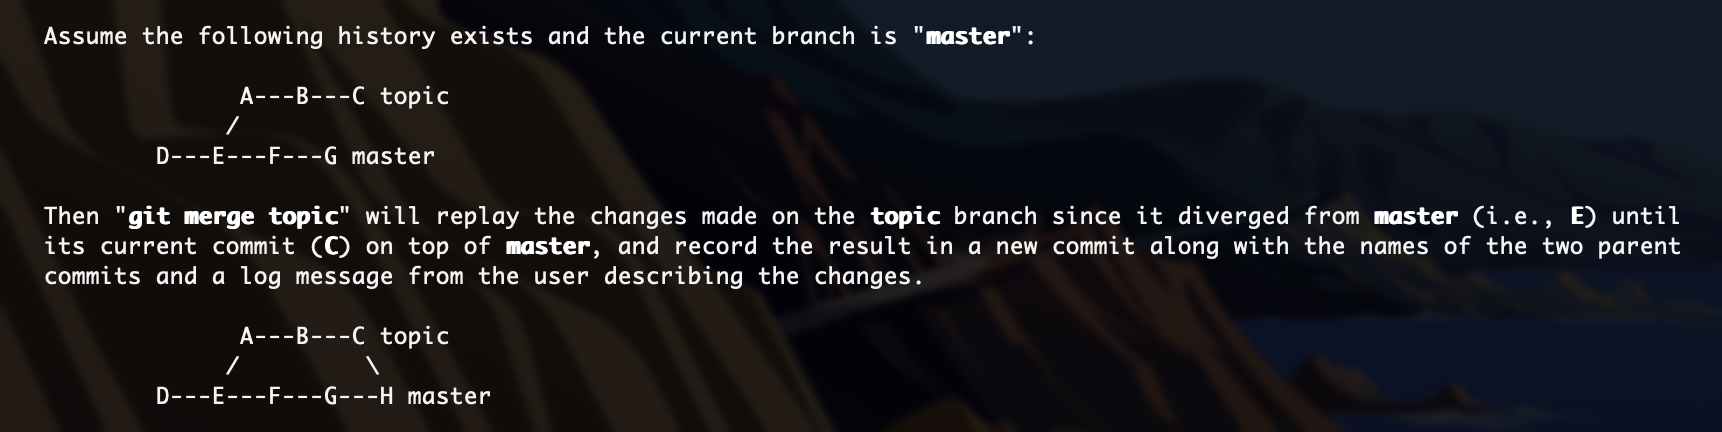 Assume the following history exists and the current branch is "master":
A---B---C topic
/
D---E---F---G master
Then "git merge topic" will replay the changes made on the topic branch since it diverged from master (i.e., E) until
its current commit (C) on top of master, and record the result in a new commit along with the names of the two parent
commits and a log message from the user describing the changes.
A---B---C topic
/         \
D---E---F---G---H master